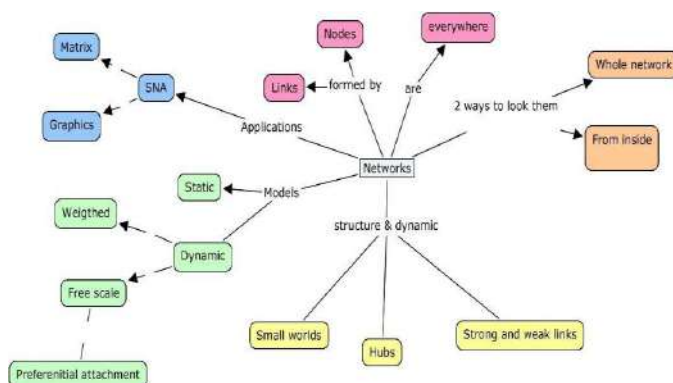 Nodes
everywhere
Matrix
Whole network
SNA
Links
formed by
are
2 ways to look them
Graphics
Applications
From inside
Networks
Static
Models
Weigthed
structure & dynamic
Dynamic
Free scale
Small worlds
Strong and weak links
Hubs
Preferenitial attachment